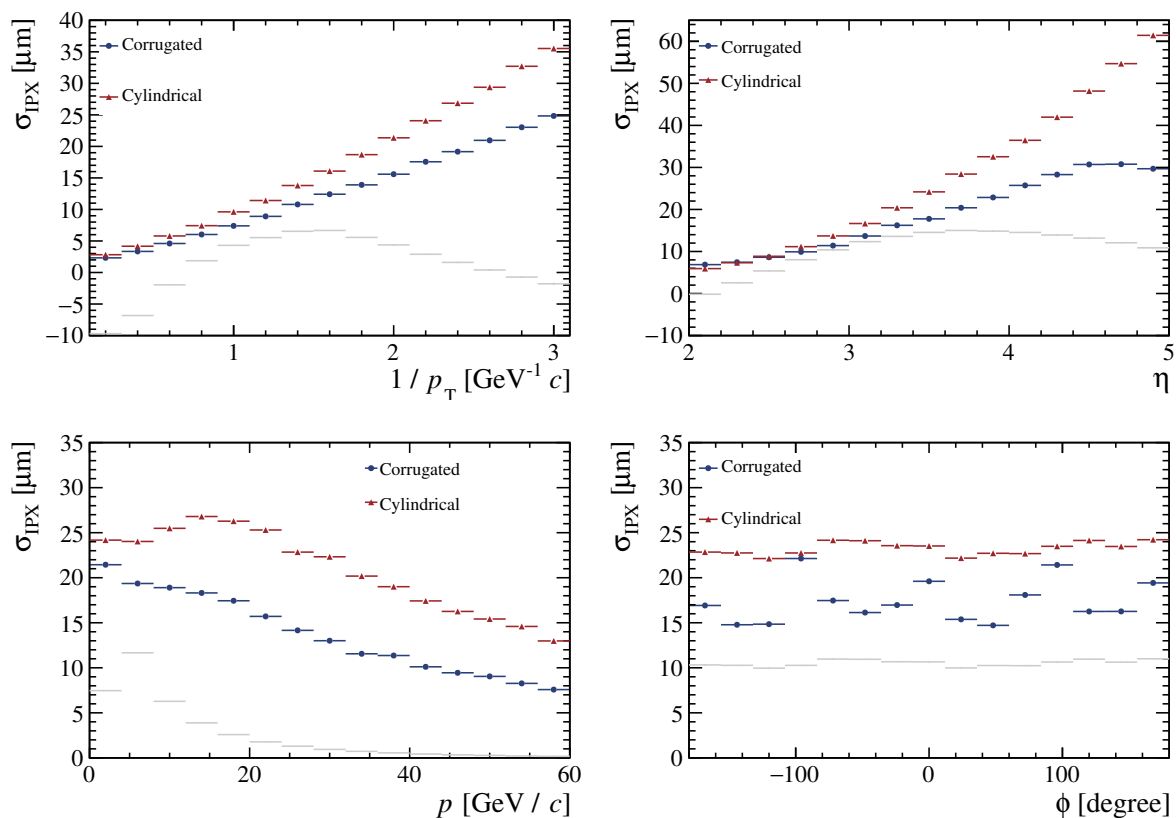 σIPX [μm]
40
35
30
25
20
15
10
5
0
−5
−10
Corrugated
Cylindrical
1 2 3
1 / pT [GeV-1 c]
σIPX [μm]
60
50
40
30
20
10
0
−10
Corrugated
Cylindrical
2 3 4 5
η
σIPX [μm]
35
30
25
20
15
10
5
0
Corrugated
Cylindrical
0 20 40 60
p [GeV / c]
σIPX [μm]
35
30
25
20
15
10
5
0
Corrugated
Cylindrical
−100 0 100
ϕ [degree]